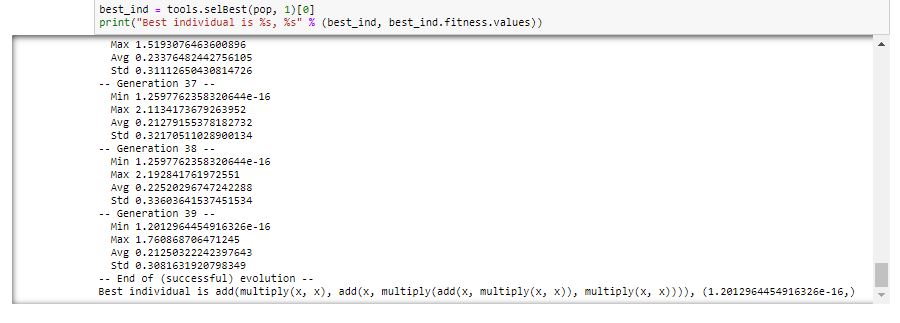 best_ind = tools.selBest(pop, 1)[0]
print("Best individual is %s, %s" % (best_ind, best_ind.fitness.values))
Max 1.5193076463600896
Avg 0.23376482442756105
Std 0.31112650430814726
-- Generation 37 --
Min 1.2597762358320644e-16
Max 2.1134173679263952
Avg 0.21279155378182732
Std 0.32170511028900134
-- Generation 38 --
Min 1.2597762358320644e-16
Max 2.192841761972551
Avg 0.22520296747242288
Std 0.33603641537451534
-- Generation 39 --
Min 1.2012964454916326e-16
Max 1.760868706471245
Avg 0.21250322242397643
Std 0.3081631920798349
-- End of (successful) evolution --
Best individual is add(multiply(x, x), add(x, multiply(add(x, multiply(x, x)), multiply(x, x)))), (1.2012964454916326e-16,)